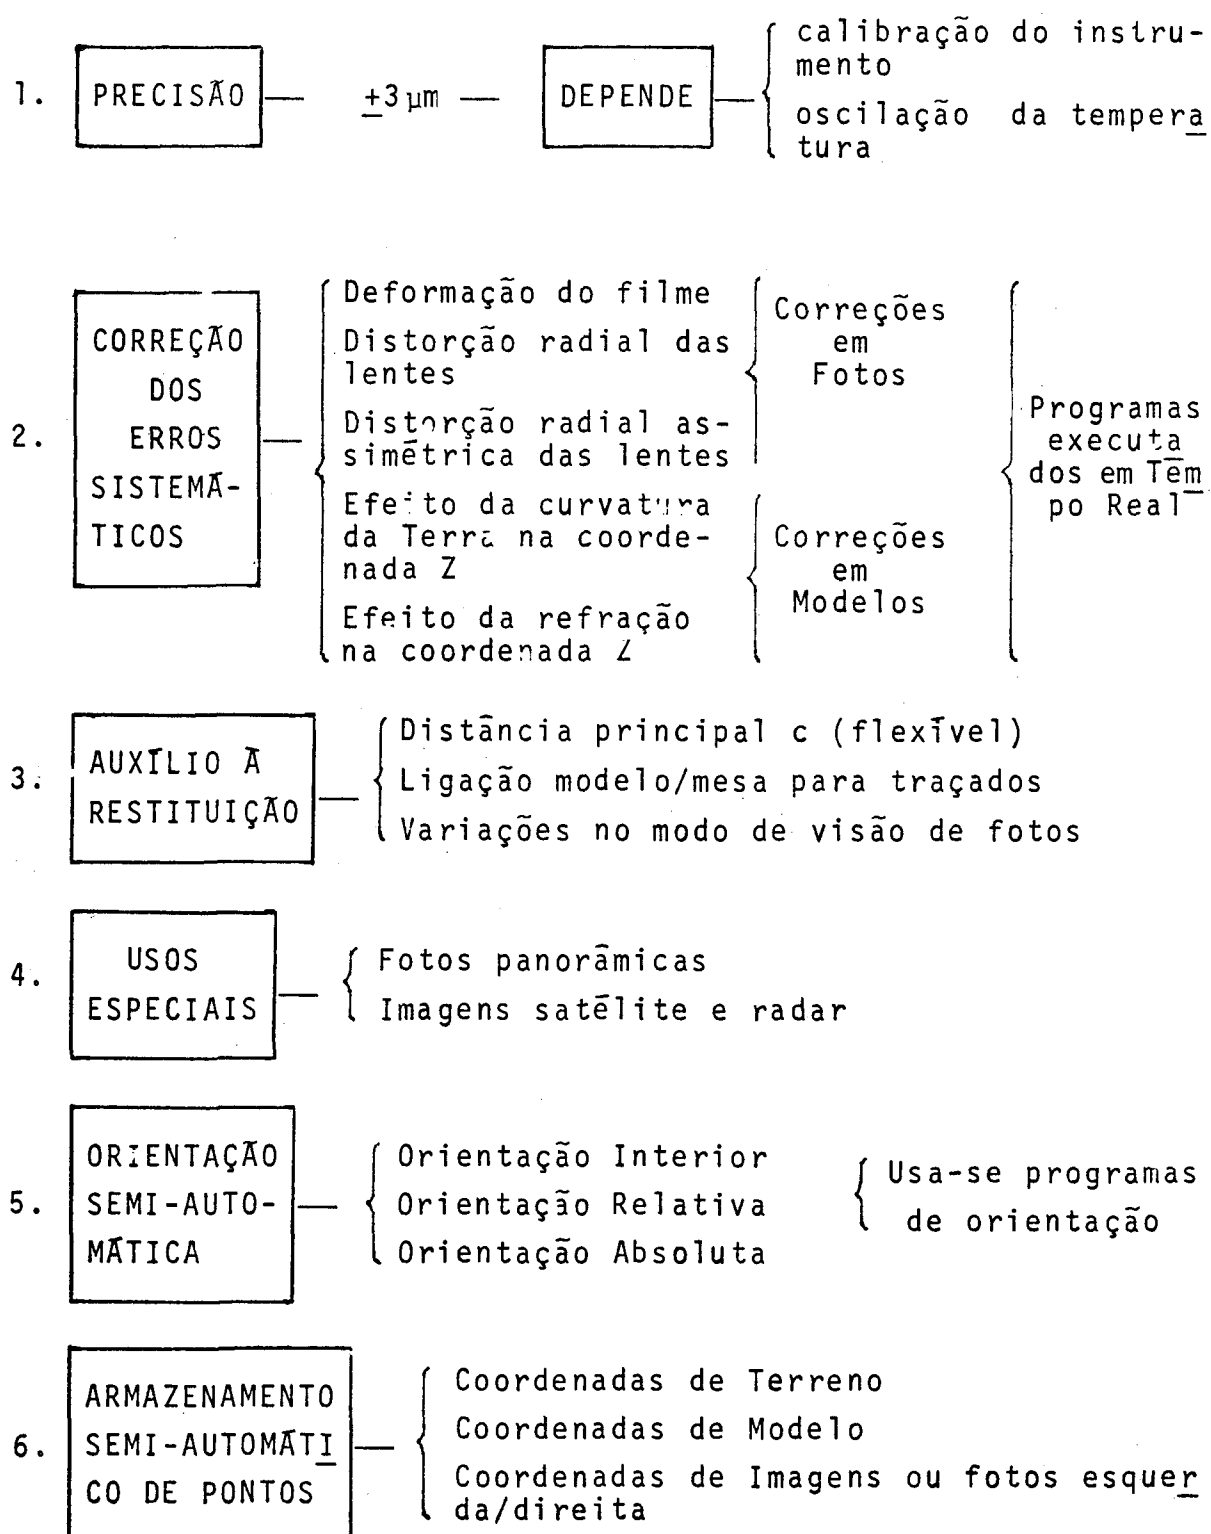 1. PRECISÃO — ±3 μm — DEPENDE
calibração do instru-
mento
oscilação da tempera
tura
2. CORREÇÃO
DOS
ERROS
SISTEMÁ-
TICOS
Deformação do filme
Distorção radial das
lentes
Distorção radial as-
simétrica das lentes
Efeito da curvatura
da Terra na coorde-
nada Z
Efeito da refração
na coordenada Z
Correções
em
Fotos
Correções
em
Modelos
Programas
executa
dos em Tem
po Real
3. AUXÍLIO À
RESTITUIÇÃO
Distância principal c (flexível)
Ligação modelo/mesa para traçados
Variações no modo de visão de fotos
4. USOS
ESPECIAIS
Fotos panorâmicas
Imagens satélite e radar
5. ORIENTAÇÃO
SEMI-AUTO-
MÁTICA
Orientação Interior
Orientação Relativa
Orientação Absoluta
Usa-se programas
de orientação
6. ARMAZENAMENTO
SEMI-AUTOMÁTI
CO DE PONTOS
Coordenadas de Terreno
Coordenadas de Modelo
Coordenadas de Imagens ou fotos esquer
da/direita